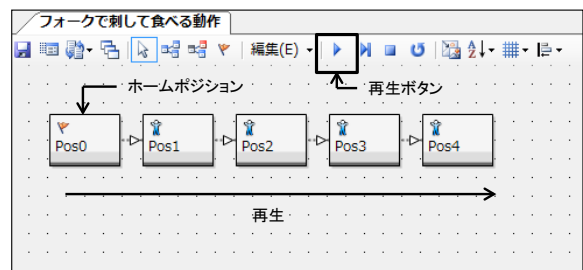 フォークで刺して食べる動作
編集(E)
ホームポジション
再生ボタン
Pos0
Pos1
Pos2
Pos3
Pos4
再生